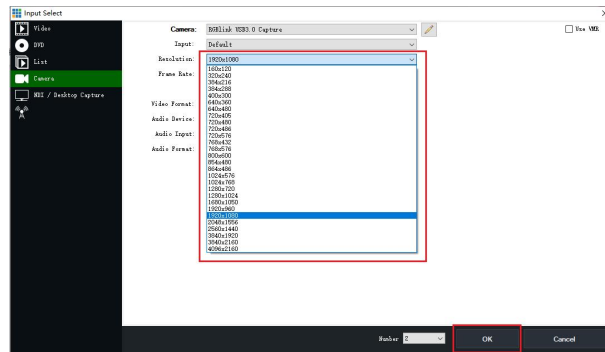 Input Select
Video
DVD
List
Camera
NDI / Desktop Capture
Camera: RGBlink USB3.0 Capture
Use VMR
Input: Default
Resolution: 1920x1080
Frame Rate:
Video Format:
Audio Device:
Audio Input:
Audio Format:
160x120
320x240
384x216
384x288
400x300
640x360
640x480
720x405
720x480
720x486
720x576
768x432
768x576
800x600
854x480
864x486
1024x576
1024x768
1280x720
1280x1024
1680x1050
1920x960
1920x1080
2048x1556
2560x1440
3840x1920
3840x2160
4096x2160
Number 2
OK
Cancel